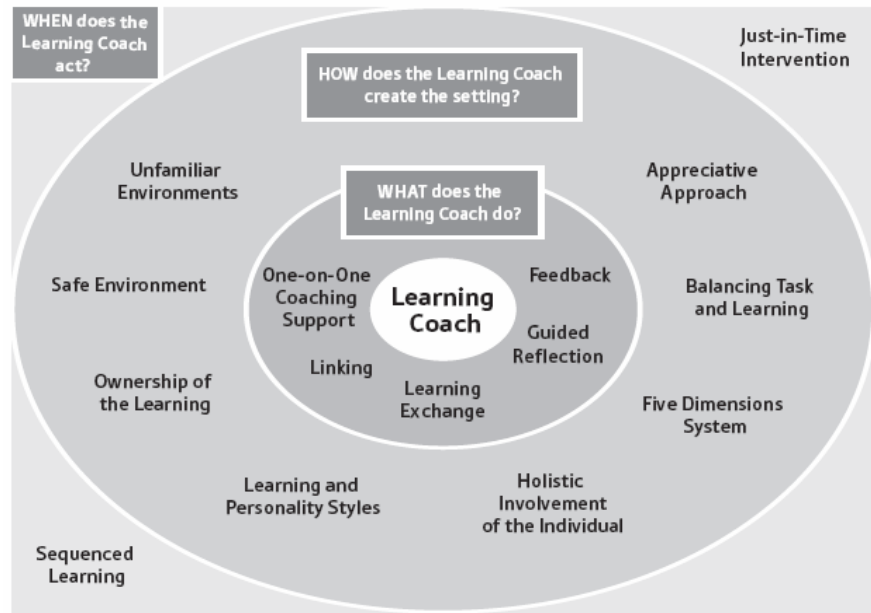 WHEN does the
Learning Coach
act?
Just-in-Time
Intervention
HOW does the Learning Coach
create the setting?
Unfamiliar
Environments
Appreciative
Approach
WHAT does the
Learning Coach do?
Safe Environment
One-on-One
Coaching
Support
Learning
Coach
Feedback
Balancing Task
and Learning
Guided
Reflection
Linking
Learning
Exchange
Ownership of
the Learning
Five Dimensions
System
Learning and
Personality Styles
Holistic
Involvement
of the Individual
Sequenced
Learning